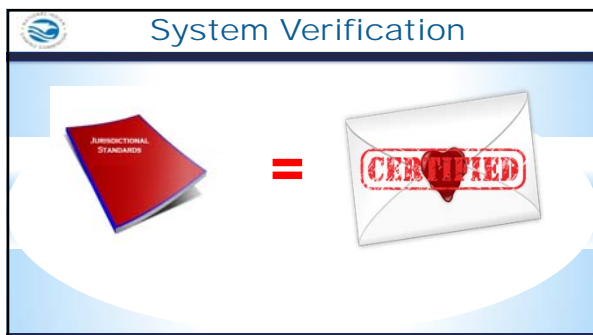 System Verification
JURISDICTIONAL
STANDARDS
=
CERTIFIED